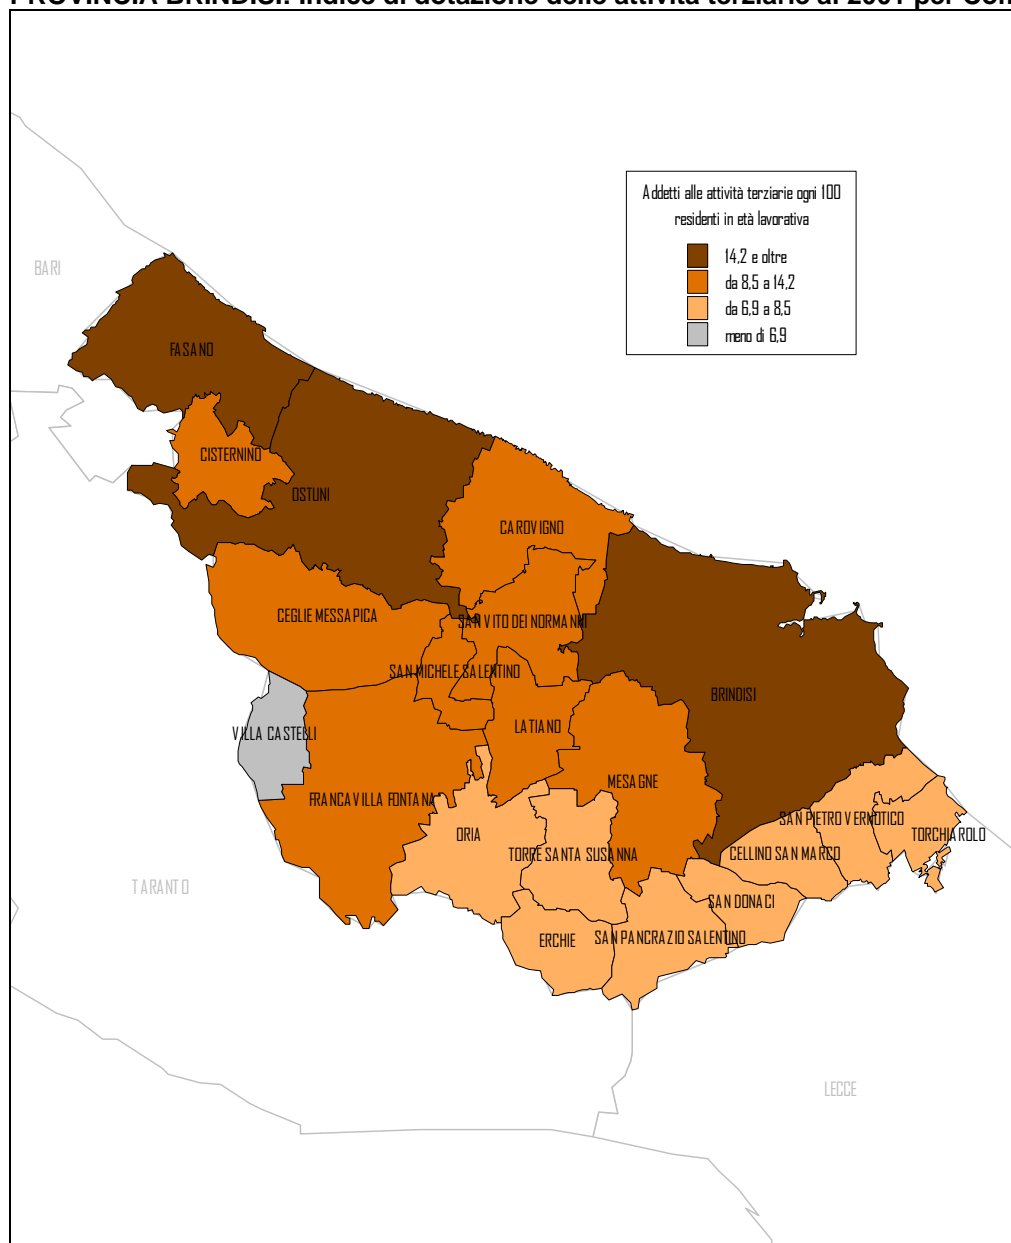 PROVINCIA BRINDISI: Indice di dotazione delle attività terziarie al 2001 per
Addetti alle attività terziarie ogni 100
residenti in età lavorativa
14,2 e oltre
da 8,5 a 14,2
da 6,9 a 8,5
meno di 6,9
BARI
FASANO
CISTERNINO
OSTUNI
CAROVIGNO
CEGLIE MESSAPICA
SAN VITO DEI NORMANNI
SAN MICHELE SALENTINO
BRINDISI
LATIANO
VILLA CASTELLI
MESAGNE
FRANCAVILLA FONTANA
SAN PIETRO VERNOTICO
ORIA
TORCHIAROLO
TORRE SANTA SUSANNA
CELLINO SAN MARCO
TARANTO
SAN DONACI
ERCHIE
SAN PANCRAZIO SALENTINO
LECCE